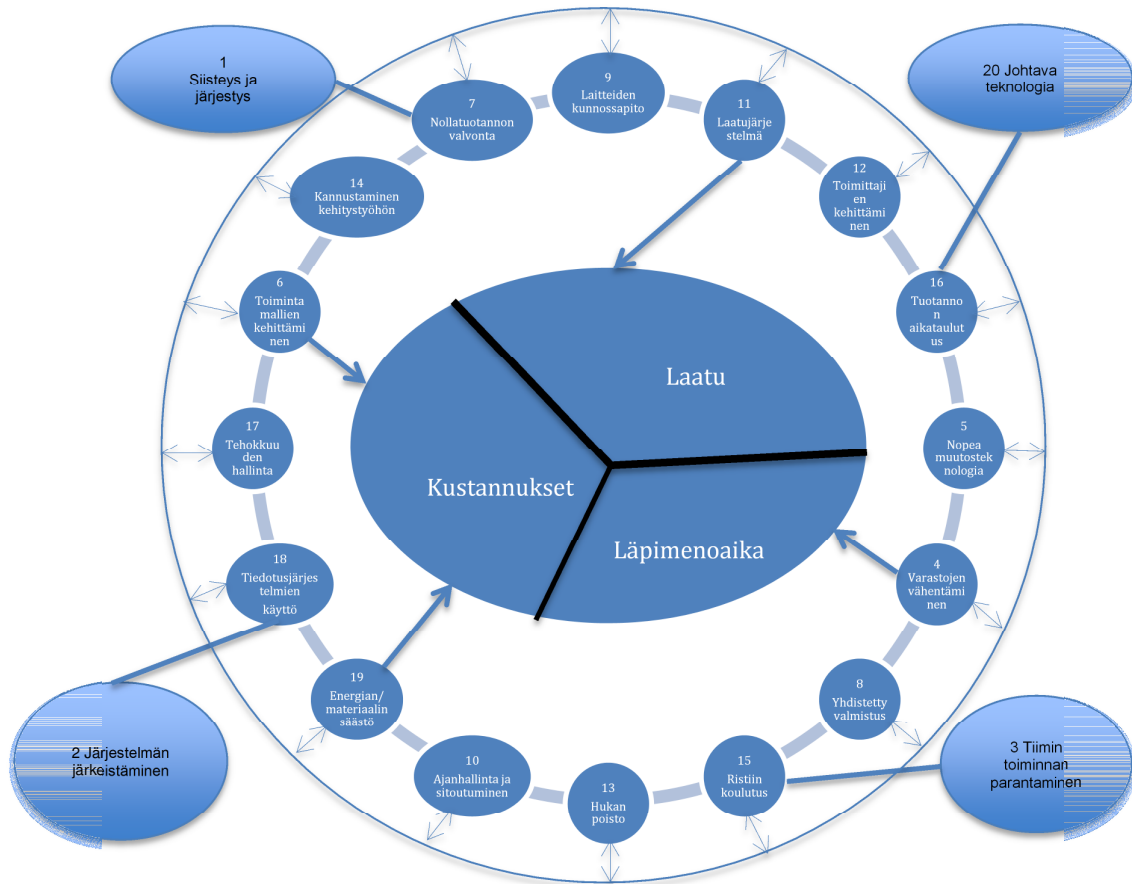 1
Siisteys ja
järjestys
9
Laitteiden
kunnossapito
20 Johtava
teknologia
7
Nollatuotannon
valvonta
11
Laatujärje
stelmä
14
Kannustaminen
kehitystyöhön
12
Toimittaji
en
kehittämi
nen
6
Toiminta
mallien
kehittämi
nen
16
Tuotanno
n
aikataulut
us
Laatu
17
Tehokkuu
den
hallinta
5
Nopea
muutostek
nologia
Kustannukset
Läpimenoaika
18
Tiedotusjärjes
telmien
käyttö
4
Varastojen
vähentämi
nen
19
Energian/
materiaalin
säästö
8
Yhdistetty
valmistus
2 Järjestelmän
järkeistäminen
10
Ajanhallinta ja
sitoutuminen
13
Hukan
poisto
15
Ristiin
koulutus
3 Tiimin
toiminnan
parantaminen